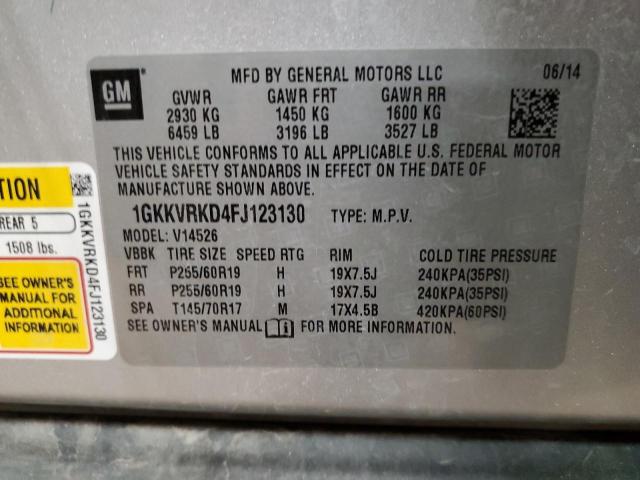 GM
MFD BY GENERAL MOTORS LLC 06/14
GVWR GAWR FRT GAWR RR
2930 KG 1450 KG 1600 KG
6459 LB 3196 LB 3527 LB
THIS VEHICLE CONFORMS TO ALL APPLICABLE U.S. FEDERAL MOTOR
VEHICLE SAFETY STANDARDS IN EFFECT ON THE DATE OF
MANUFACTURE SHOWN ABOVE.
1GKKVRKD4FJ123130 TYPE: M.P.V.
MODEL: V14526
VBBK TIRE SIZE SPEED RTG RIM COLD TIRE PRESSURE
FRT P255/60R19 H 19X7.5J 240KPA(35PSI)
RR P255/60R19 H 19X7.5J 240KPA(35PSI)
SPA T145/70R17 M 17X4.5B 420KPA(60PSI)
SEE OWNER'S MANUAL i FOR MORE INFORMATION.
TION
REAR 5
1508 lbs.
SEE OWNER'S
MANUAL FOR
ADDITIONAL
INFORMATION
1GKKVRKD4FJ123130